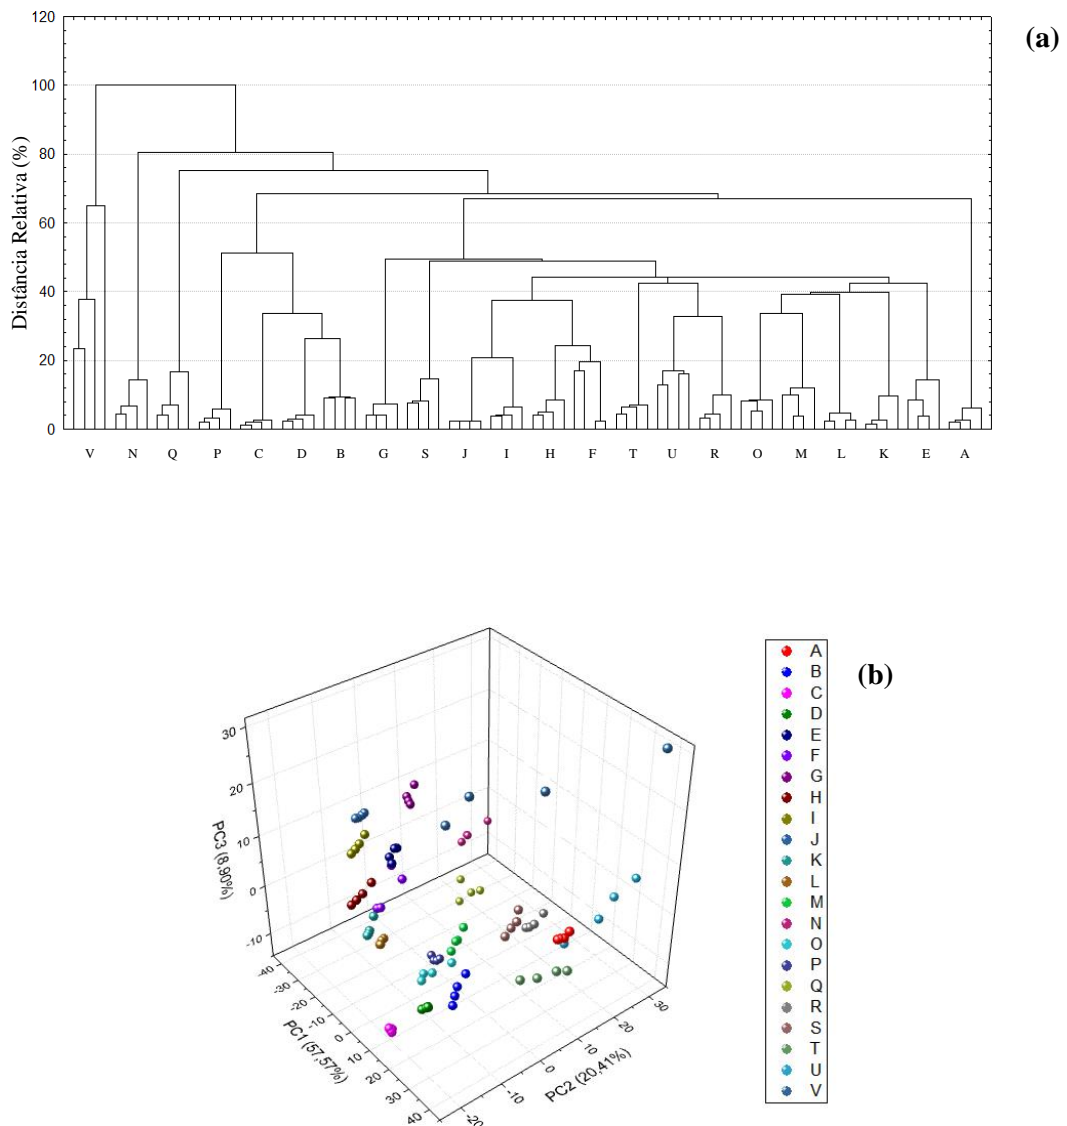 (a)
120
100
80
60
40
20
0
Distância Relativa (%)
V N Q P C D B G S J I H F T U R O M L K E A
(b)
30
20
10
0
-10
PC3 (8,90%)
-40
-30
-20
-10
0
10
20
30
40
PC1 (57,57%)
-20
-10
0
10
20
30
PC2 (20,41%)
A
B
C
D
E
F
G
H
I
J
K
L
M
N
O
P
Q
R
S
T
U
V